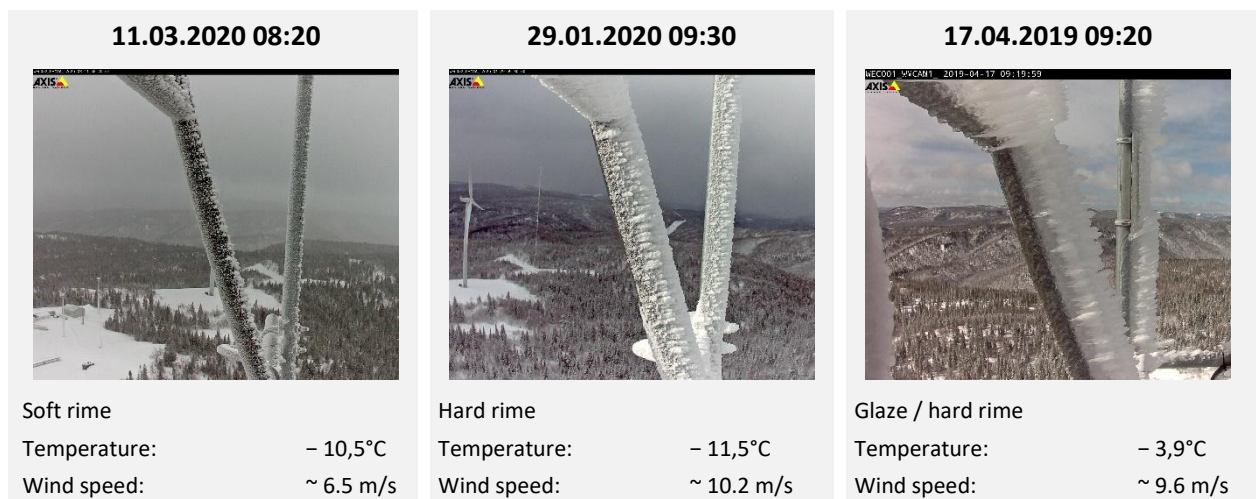 11.03.2020 08:20
AXIS
Soft rime
Temperature: − 10,5°C
Wind speed: ~ 6.5 m/s
29.01.2020 09:30
AXIS
Hard rime
Temperature: − 11,5°C
Wind speed: ~ 10.2 m/s
17.04.2019 09:20
2019-04-17 09:19:59
AXIS
Glaze / hard rime
Temperature: − 3,9°C
Wind speed: ~ 9.6 m/s